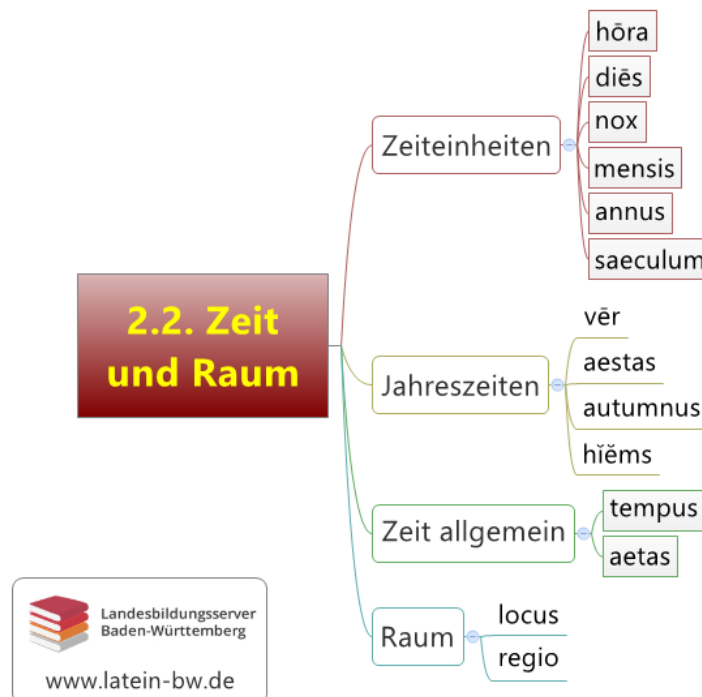 2.2. Zeit
und Raum
Zeiteinheiten
hōra
diēs
nox
mensis
annus
saeculum
Jahreszeiten
vēr
aestas
autumnus
hĭĕms
Zeit allgemein
tempus
aetas
Raum
locus
regio
Landesbildungsserver
Baden-Württemberg
www.latein-bw.de